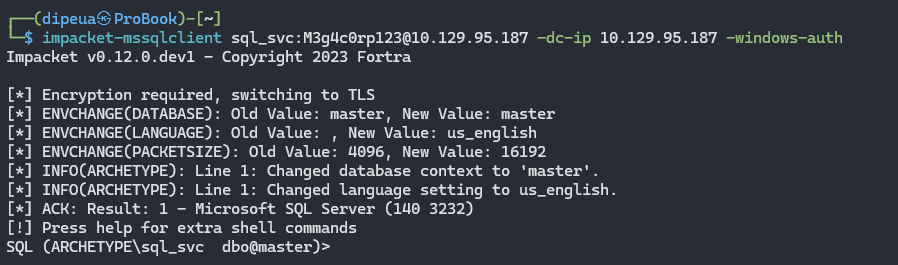 ┌──(dipeua㉿ProBook)-[~]
└─$ impacket-mssqlclient sql_svc:M3g4c0rp123@10.129.95.187 -dc-ip 10.129.95.187 -windows-auth
Impacket v0.12.0.dev1 - Copyright 2023 Fortra

[*] Encryption required, switching to TLS
[*] ENVCHANGE(DATABASE): Old Value: master, New Value: master
[*] ENVCHANGE(LANGUAGE): Old Value: , New Value: us_english
[*] ENVCHANGE(PACKETSIZE): Old Value: 4096, New Value: 16192
[*] INFO(ARCHETYPE): Line 1: Changed database context to 'master'.
[*] INFO(ARCHETYPE): Line 1: Changed language setting to us_english.
[*] ACK: Result: 1 - Microsoft SQL Server (140 3232)
[!] Press help for extra shell commands
SQL (ARCHETYPE\sql_svc  dbo@master)>